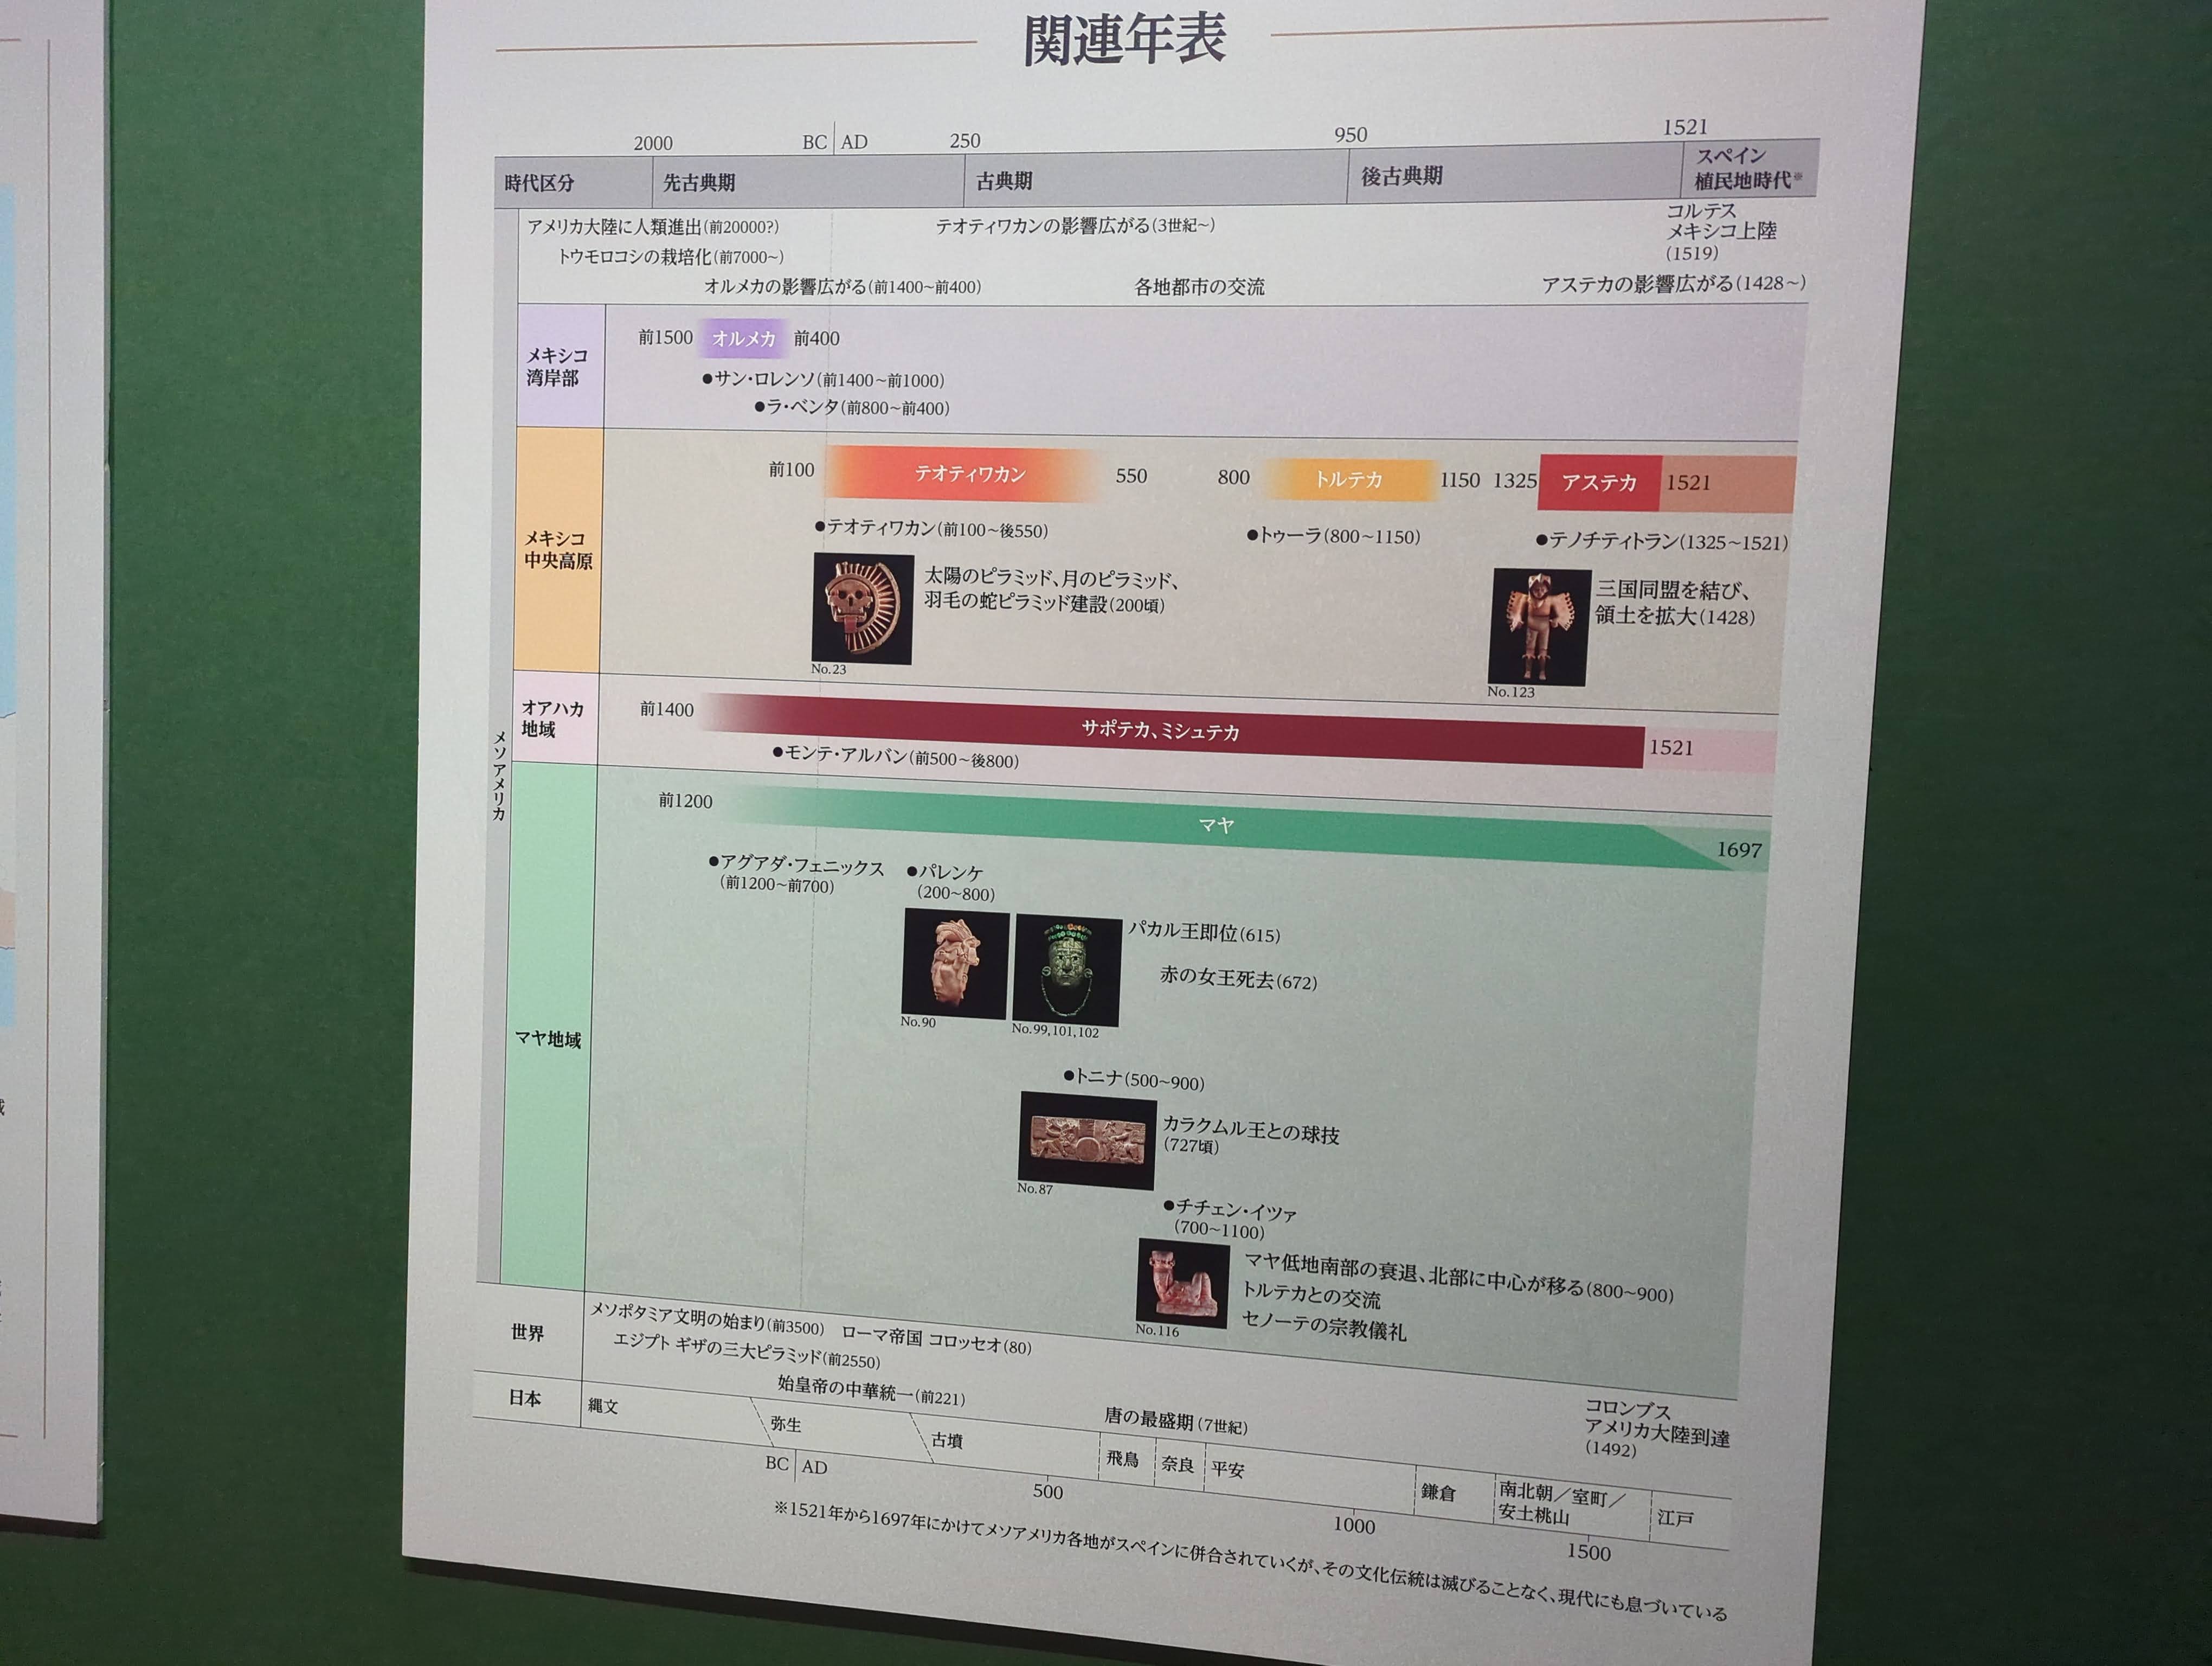 関連年表
2000
BC AD
250
950
1521
時代区分
先古典期
古典期
後古典期
スペイン
植民地時代※
アメリカ大陸に人類進出(前20000?)
テオティワカンの影響広がる(3世紀~)
コルテス
メキシコ上陸
(1519)
トウモロコシの栽培化(前7000~)
オルメカの影響広がる(前1400~前400)
各地都市の交流
アステカの影響広がる(1428~)
メソアメリカ
メキシコ
湾岸部
前1500 オルメカ 前400
●サン・ロレンソ(前1400~前1000)
●ラ・ベンタ(前800~前400)
メキシコ
中央高原
前100 テオティワカン 550
800 トルテカ 1150
1325 アステカ 1521
●テオティワカン(前100~後550)
●トゥーラ(800~1150)
●テノチティトラン(1325~1521)
太陽のピラミッド、月のピラミッド、
羽毛の蛇ピラミッド建設(200頃)
No.23
三国同盟を結び、
領土を拡大(1428)
No.123
オアハカ
地域
前1400 サポテカ、ミシュテカ 1521
●モンテ・アルバン(前500~後800)
マヤ地域
前1200 マヤ 1697
●アグアダ・フェニックス
(前1200~前700)
●パレンケ
(200~800)
パカル王即位(615)
赤の女王死去(672)
No.90
No.99,101,102
●トニナ(500~900)
カラクムル王との球技
(727頃)
No.87
●チチェン・イツァ
(700~1100)
マヤ低地南部の衰退、北部に中心が移る(800~900)
トルテカとの交流
セノーテの宗教儀礼
No.116
世界
メソポタミア文明の始まり(前3500)
ローマ帝国 コロッセオ(80)
エジプト ギザの三大ピラミッド(前2550)
始皇帝の中華統一(前221)
唐の最盛期(7世紀)
コロンブス
アメリカ大陸到達
(1492)
日本
縄文
弥生
古墳
飛鳥
奈良
平安
鎌倉
南北朝/室町/
安土桃山
江戸
BC AD
500
1000
1500
※1521年から1697年にかけてメソアメリカ各地がスペインに併合されていくが、その文化伝統は滅びることなく、現代にも息づいている